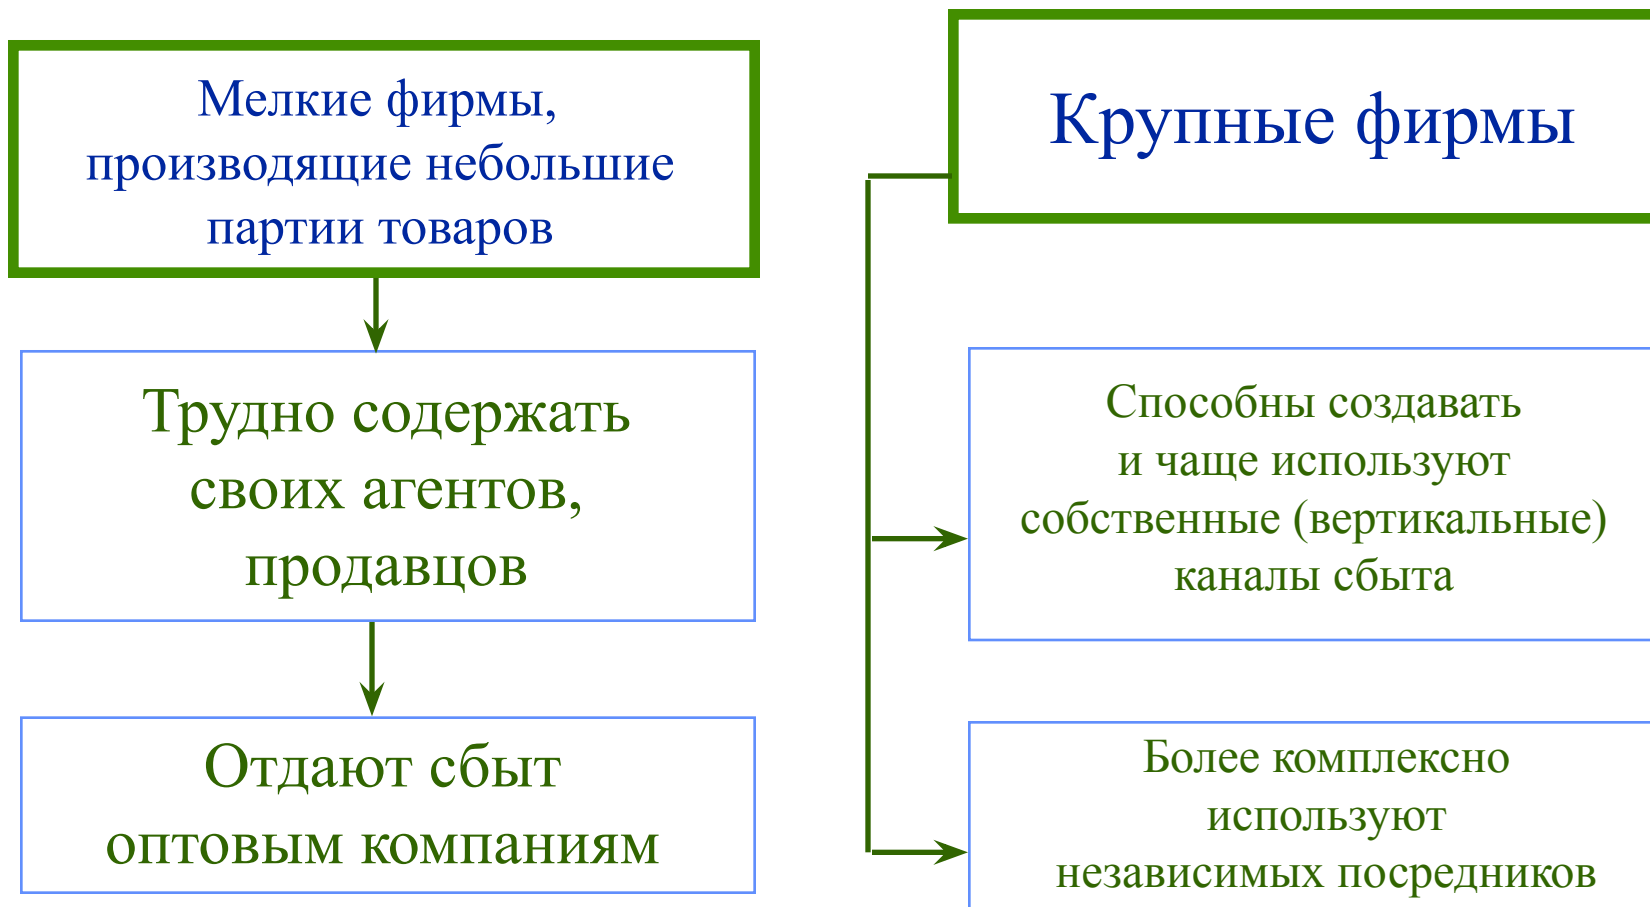 Мелкие фирмы,
производящие небольшие
партии товаров
Трудно содержать
своих агентов,
продавцов
Отдают сбыт
оптовым компаниям
Крупные фирмы
Способны создавать
и чаще используют
собственные (вертикальные)
каналы сбыта
Более комплексно
используют
независимых посредников